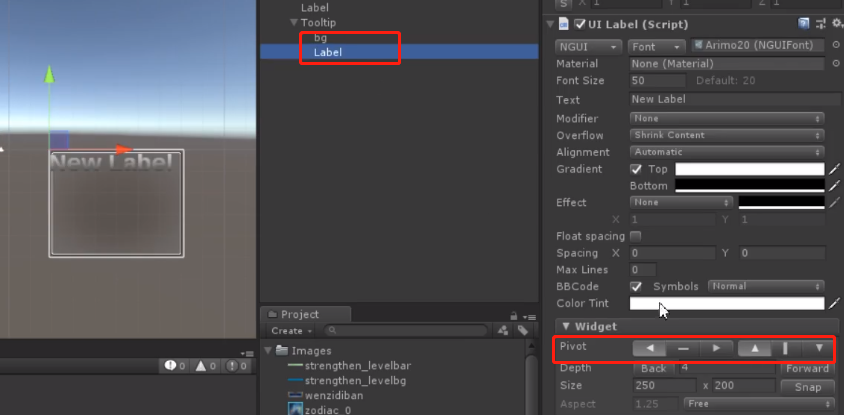 Label
Tooltip
bg
Label
New Label
Project
Create
Images
strengthen_levelbar
strengthen_levelbg
wenzidiban
zodiac_0
0 0 0
S X 1 Y 1 Z 1
UI Label (Script)
NGUI Font Arimo20 (NGUIFont)
Material None (Material)
Font Size 50 Default: 20
Text New Label
Modifier None
Overflow Shrink Content
Alignment Automatic
Gradient Top
Bottom
Effect None
X 1 Y 1
Float spacing
Spacing X 0 Y 0
Max Lines 0
BBCode Symbols Normal
Color Tint
Widget
Pivot
Depth Back 4 Forward
Size 250 x 200 Snap
Aspect 1.25 Free